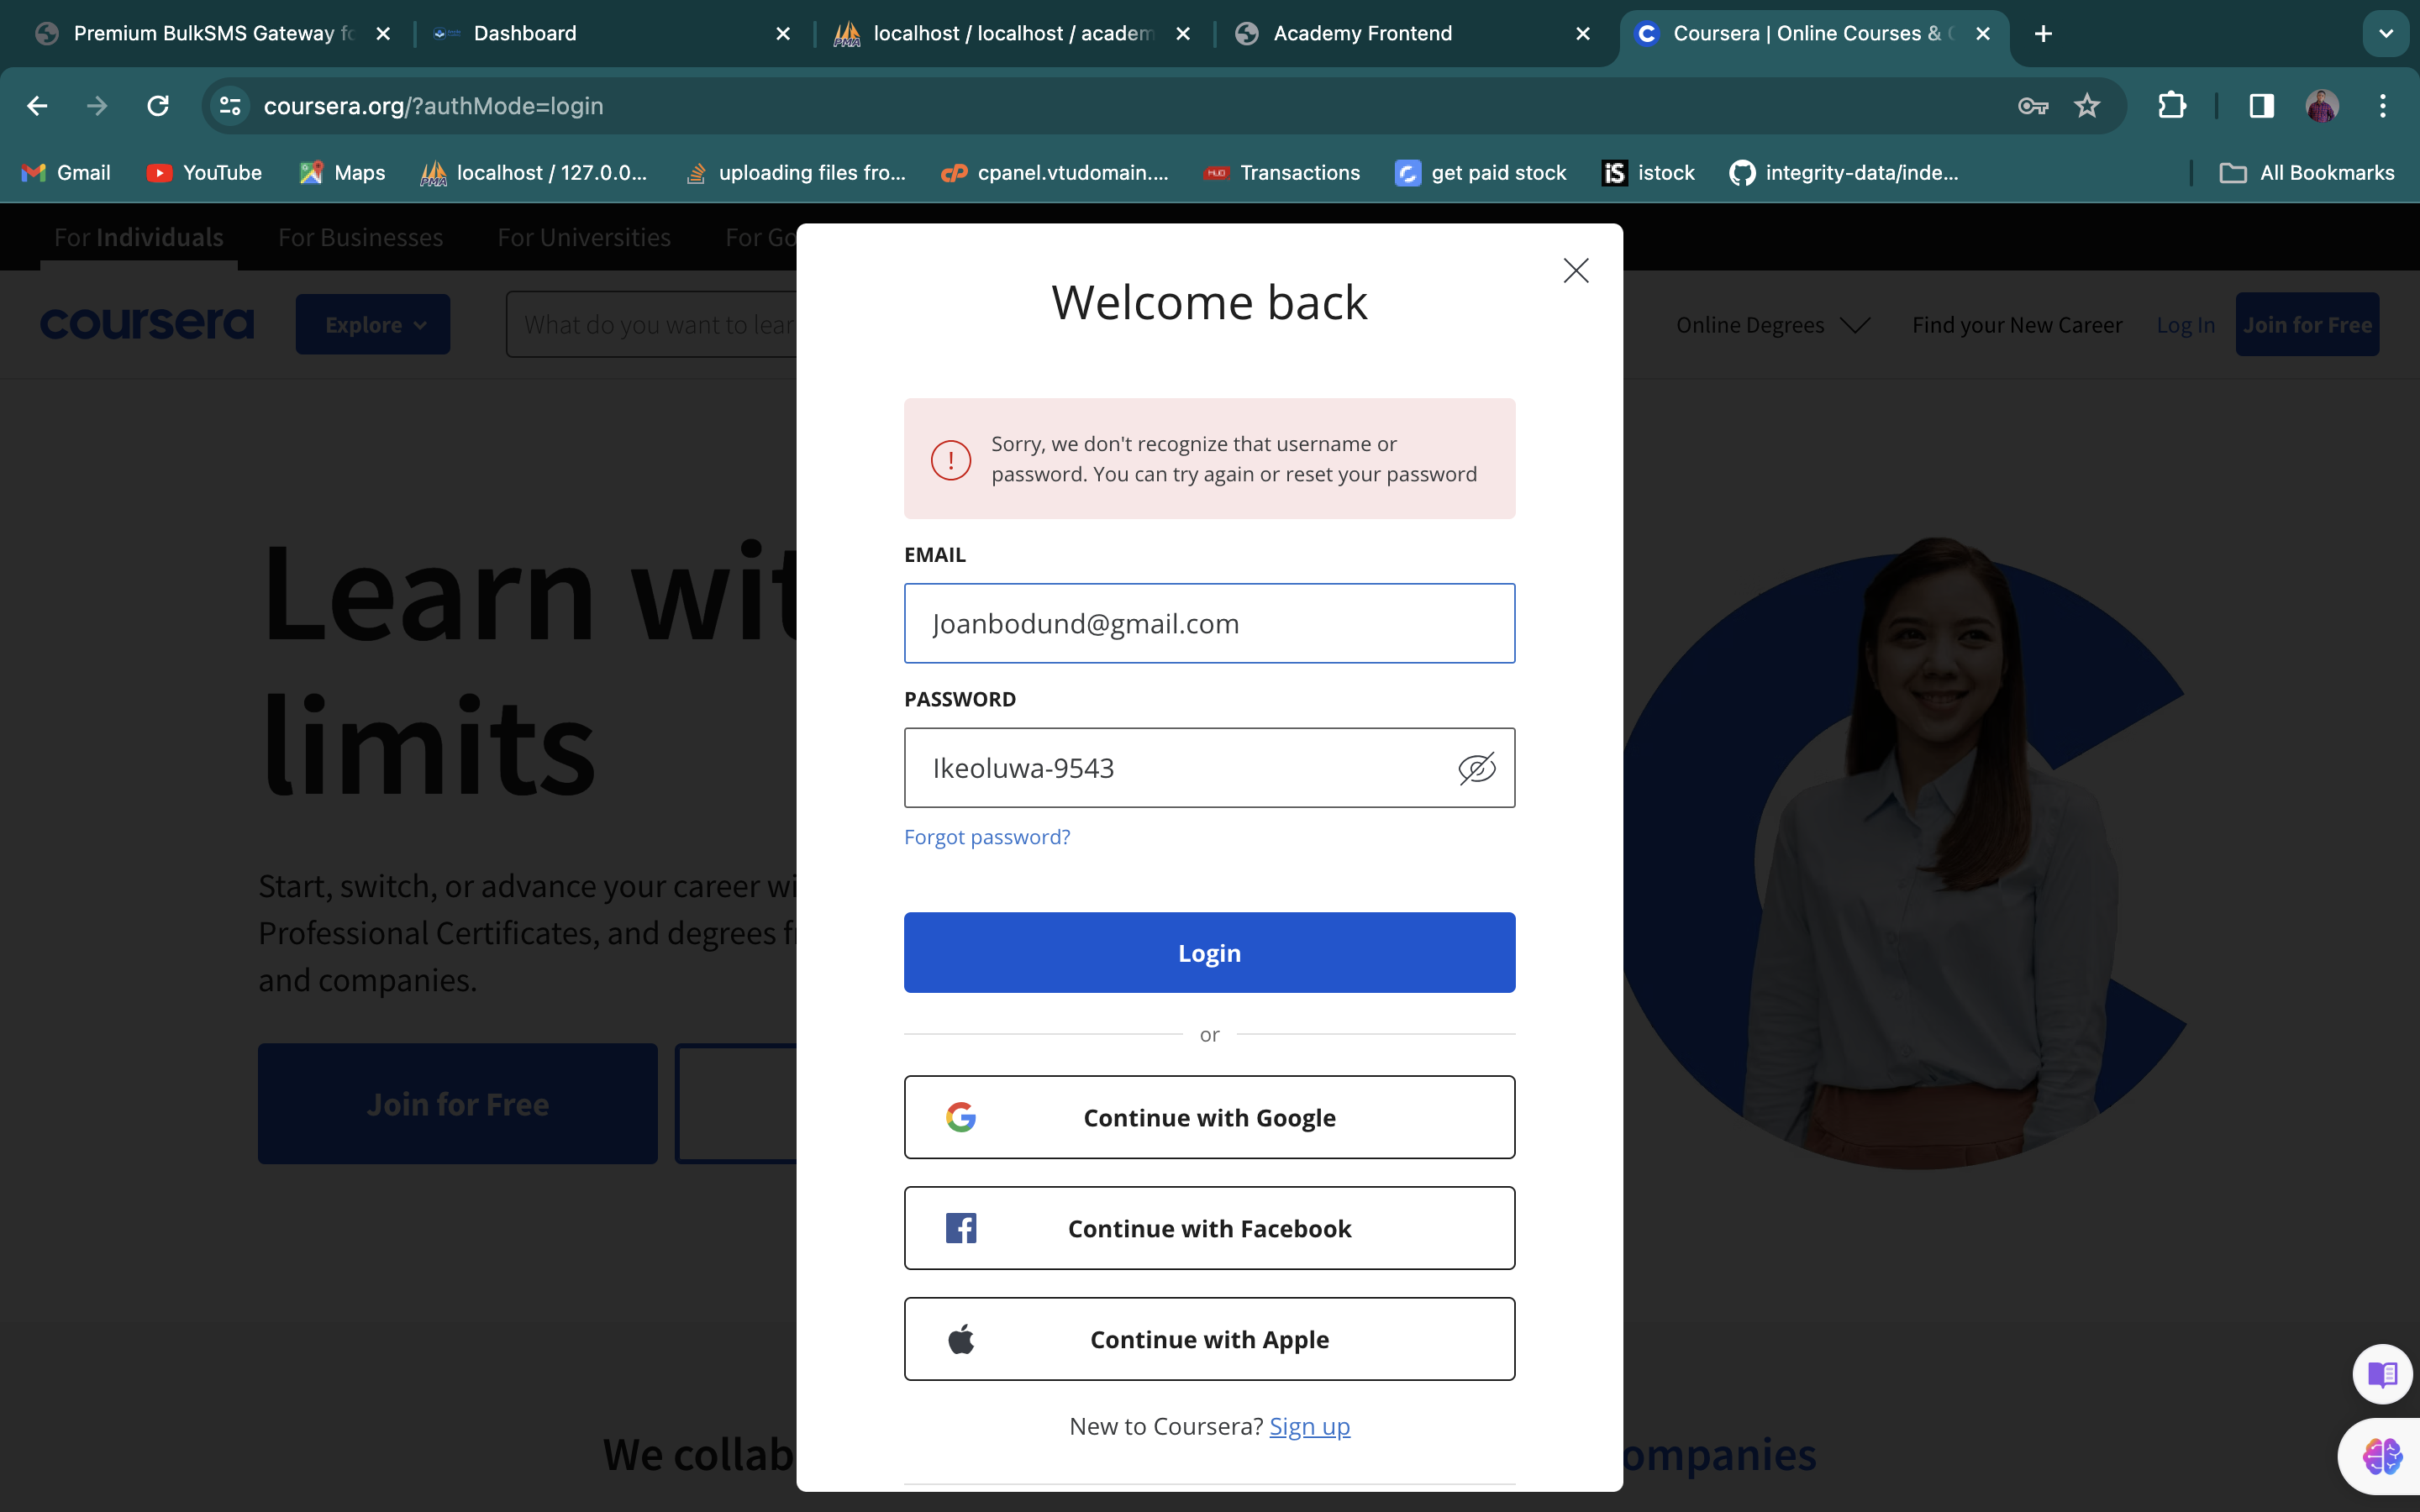 Premium BulkSMS Gateway fo
Dashboard
localhost / localhost / academ
Academy Frontend
Coursera | Online Courses &
coursera.org/?authMode=login
Gmail
YouTube
Maps
localhost / 127.0.0...
uploading files fro...
cpanel.vtudomain....
Transactions
get paid stock
istock
integrity-data/inde...
All Bookmarks
For Individuals
For Businesses
For Universities
For Go
coursera
Explore
What do you want to lear
Online Degrees
Find your New Career
Log In
Join for Free
Learn wit
limits
Start, switch, or advance your career wi
Professional Certificates, and degrees f
and companies.
Join for Free
Welcome back
Sorry, we don't recognize that username or
password. You can try again or reset your password
EMAIL
Joanbodund@gmail.com
PASSWORD
Ikeoluwa-9543
Forgot password?
Login
or
Continue with Google
Continue with Facebook
Continue with Apple
New to Coursera? Sign up
We collab
ompanies